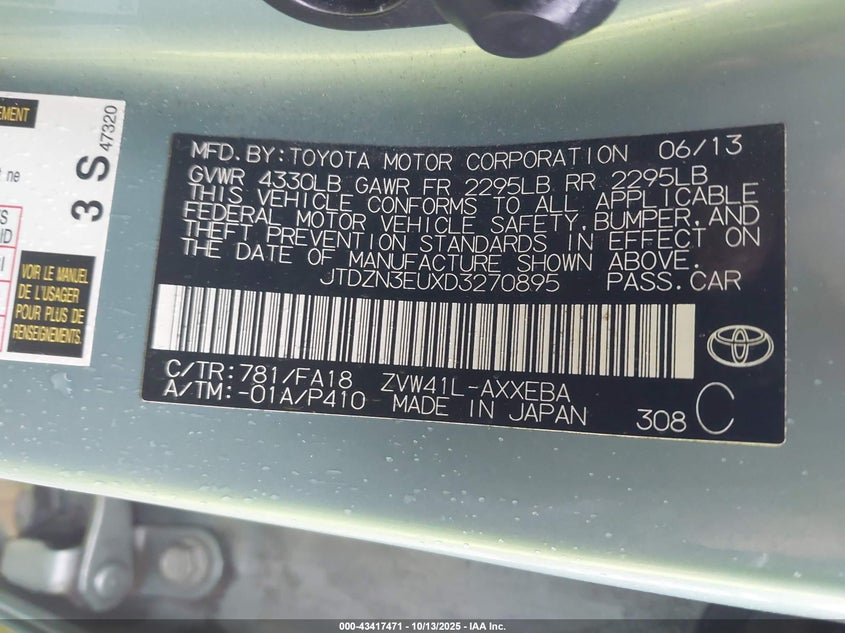 EMENT
t ne
3 S 47320
S
ID
I
VOIR LE MANUEL
DE L'USAGER
POUR PLUS DE
RENSEIGNEMENTS.
MFD. BY: TOYOTA MOTOR CORPORATION 06/13
GVWR 4330LB GAWR FR 2295LB RR 2295LB
THIS VEHICLE CONFORMS TO ALL APPLICABLE
FEDERAL MOTOR VEHICLE SAFETY, BUMPER, AND
THEFT PREVENTION STANDARDS IN EFFECT ON
THE DATE OF MANUFACTURE SHOWN ABOVE.
JTDZN3EUXD3270895 PASS.CAR
C/TR: 781/FA18 ZVW41L-AXXEBA
A/TM: -01A/P410 MADE IN JAPAN 308 C
000-43417471 - 10/13/2025 - IAA Inc.